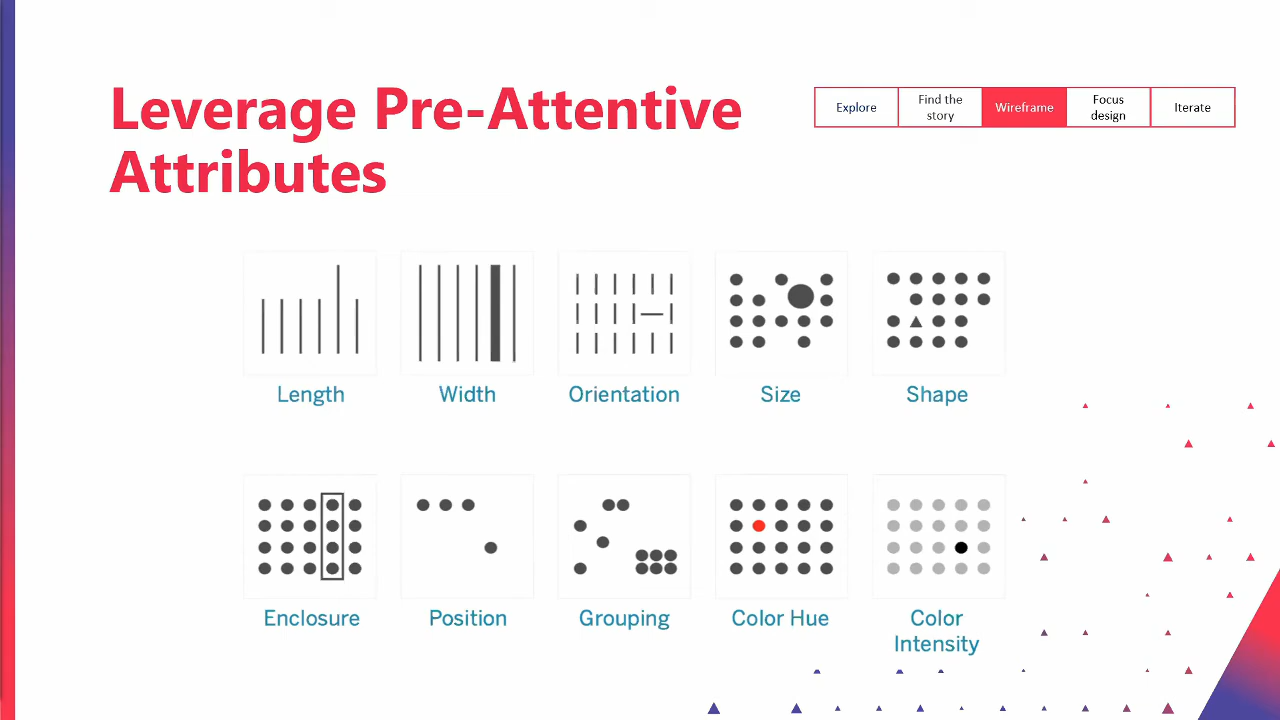 Leverage Pre-Attentive
Attributes
Explore
Find the
story
Wireframe
Focus
design
Iterate
Length
Width
Orientation
Size
Shape
Enclosure
Position
Grouping
Color Hue
Color
Intensity